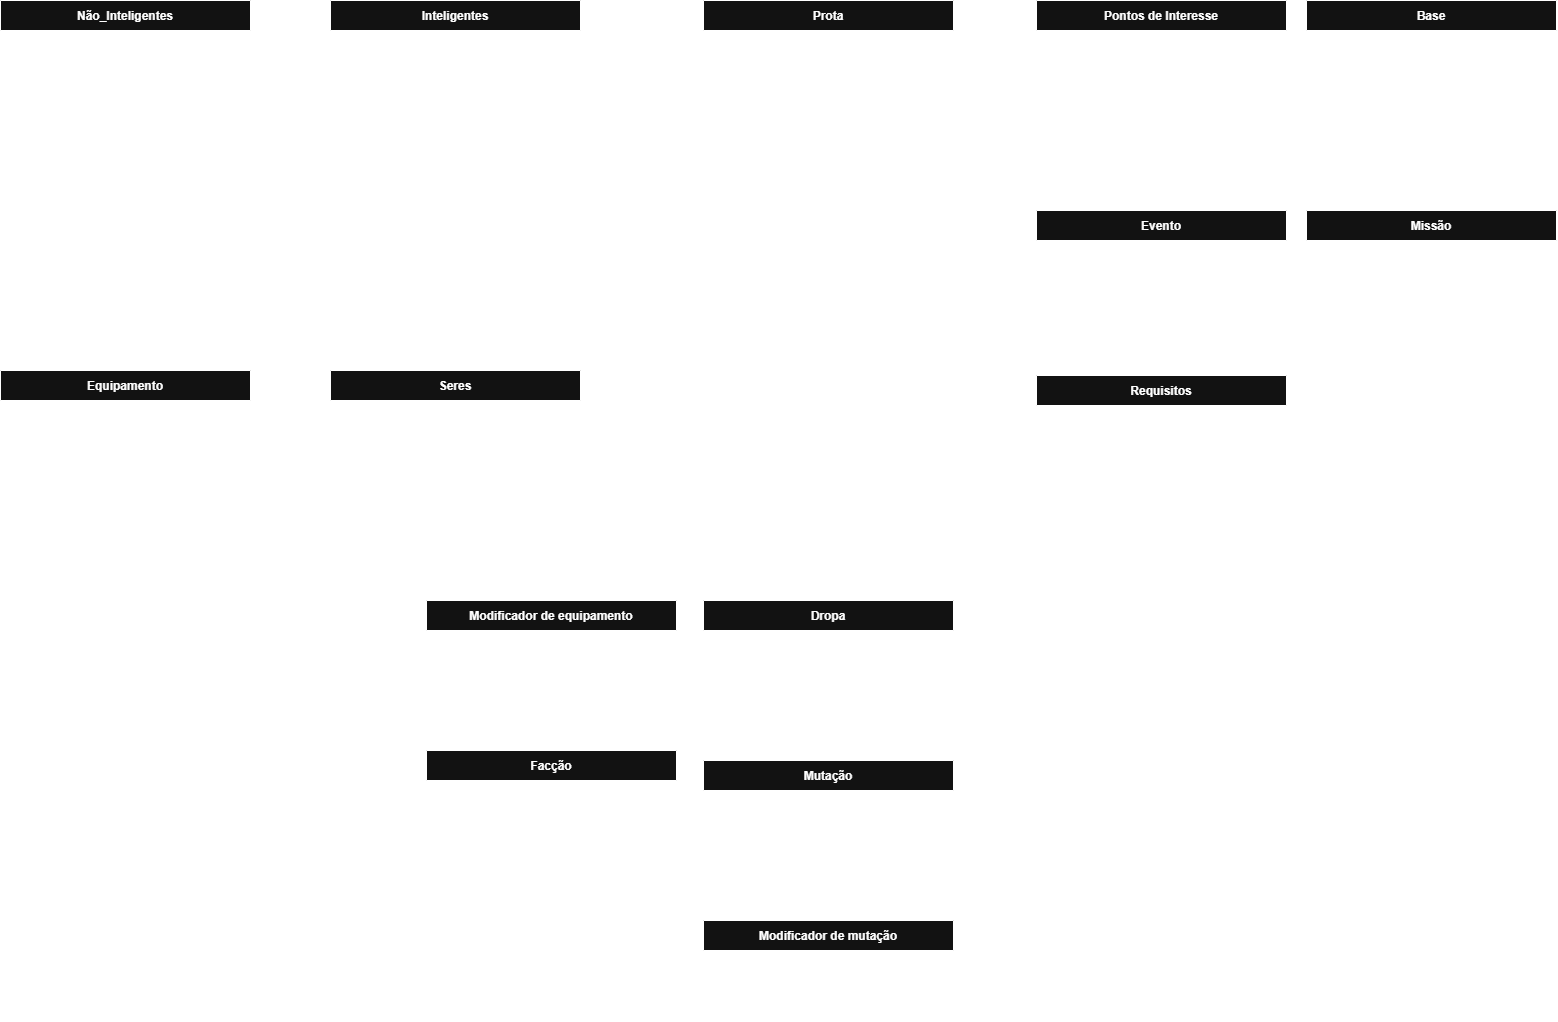 Não_Inteligentes
Inteligentes
Prota
Pontos de Interesse
Base
Evento
Missão
Equipamento
Seres
Requisitos
Modificador de equipamento
Dropa
Facção
Mutação
Modificador de mutação